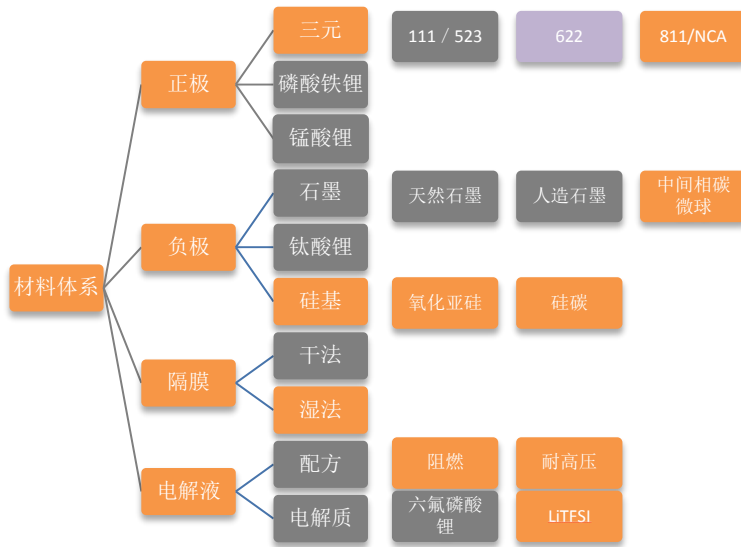 三元
111 / 523
622
811/NCA
正极
磷酸铁锂
锰酸锂
石墨
天然石墨
人造石墨
中间相碳
微球
负极
钛酸锂
材料体系
硅基
氧化亚硅
硅碳
干法
隔膜
湿法
配方
阻燃
耐高压
电解液
电解质
六氟磷酸
锂
LiTFSI